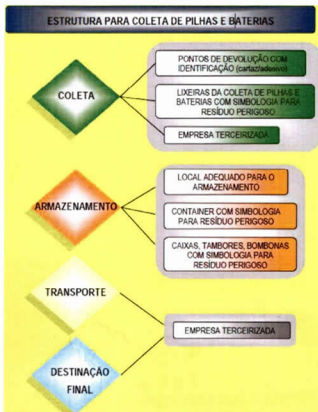 ESTRUTURA PARA COLETA DE PILHAS E BATERIAS
COLETA
PONTOS DE DEVOLUÇÃO COM
IDENTIFICAÇÃO (cartaz/adesivo)
LIXEIRAS DA COLETA DE PILHAS E
BATERIAS COM SIMBOLOGIA PARA
RESÍDUO PERIGOSO
EMPRESA TERCEIRIZADA
ARMAZENAMENTO
LOCAL ADEQUADO PARA O
ARMAZENAMENTO
CONTAINER COM SIMBOLOGIA
PARA RESÍDUO PERIGOSO
CAIXAS, TAMBORES, BOMBONAS
COM SIMBOLOGIA PARA
RESÍDUO PERIGOSO
TRANSPORTE
EMPRESA TERCEIRIZADA
DESTINAÇÃO
FINAL